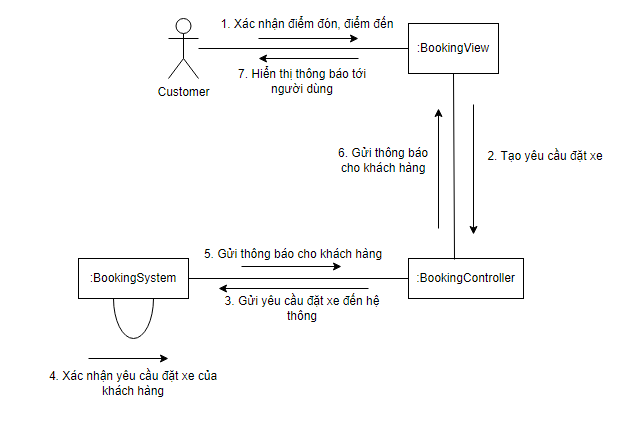 1. Xác nhận điểm đón, điểm đến
:BookingView
7. Hiển thị thông báo tới
người dùng
Customer
6. Gửi thông báo
cho khách hàng
2. Tạo yêu cầu đặt xe
5. Gửi thông báo cho khách hàng
:BookingSystem
:BookingController
3. Gửi yêu cầu đặt xe đến hệ
thông
4. Xác nhận yêu cầu đặt xe của
khách hàng